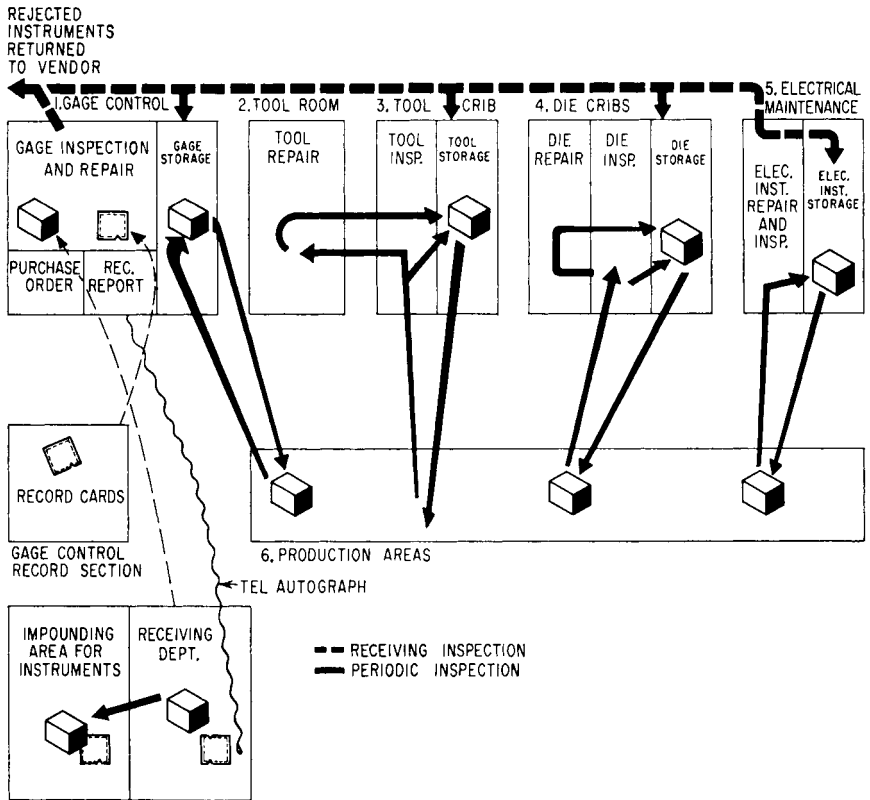 REJECTED
INSTRUMENTS
RETURNED
TO VENDOR
1. GAGE CONTROL
2. TOOL ROOM
3. TOOL CRIB
4. DIE CRIBS
5. ELECTRICAL
MAINTENANCE
GAGE INSPECTION
AND REPAIR
GAGE
STORAGE
TOOL
REPAIR
TOOL
INSP.
TOOL
STORAGE
DIE
REPAIR
DIE
INSP.
DIE
STORAGE
ELEC.
INST.
REPAIR
AND
INSP.
ELEC.
INST.
STORAGE
PURCHASE
ORDER
REC.
REPORT
RECORD CARDS
GAGE CONTROL
RECORD SECTION
6. PRODUCTION AREAS
TEL AUTOGRAPH
IMPOUNDING
AREA FOR
INSTRUMENTS
RECEIVING
DEPT.
RECEIVING INSPECTION
PERIODIC INSPECTION